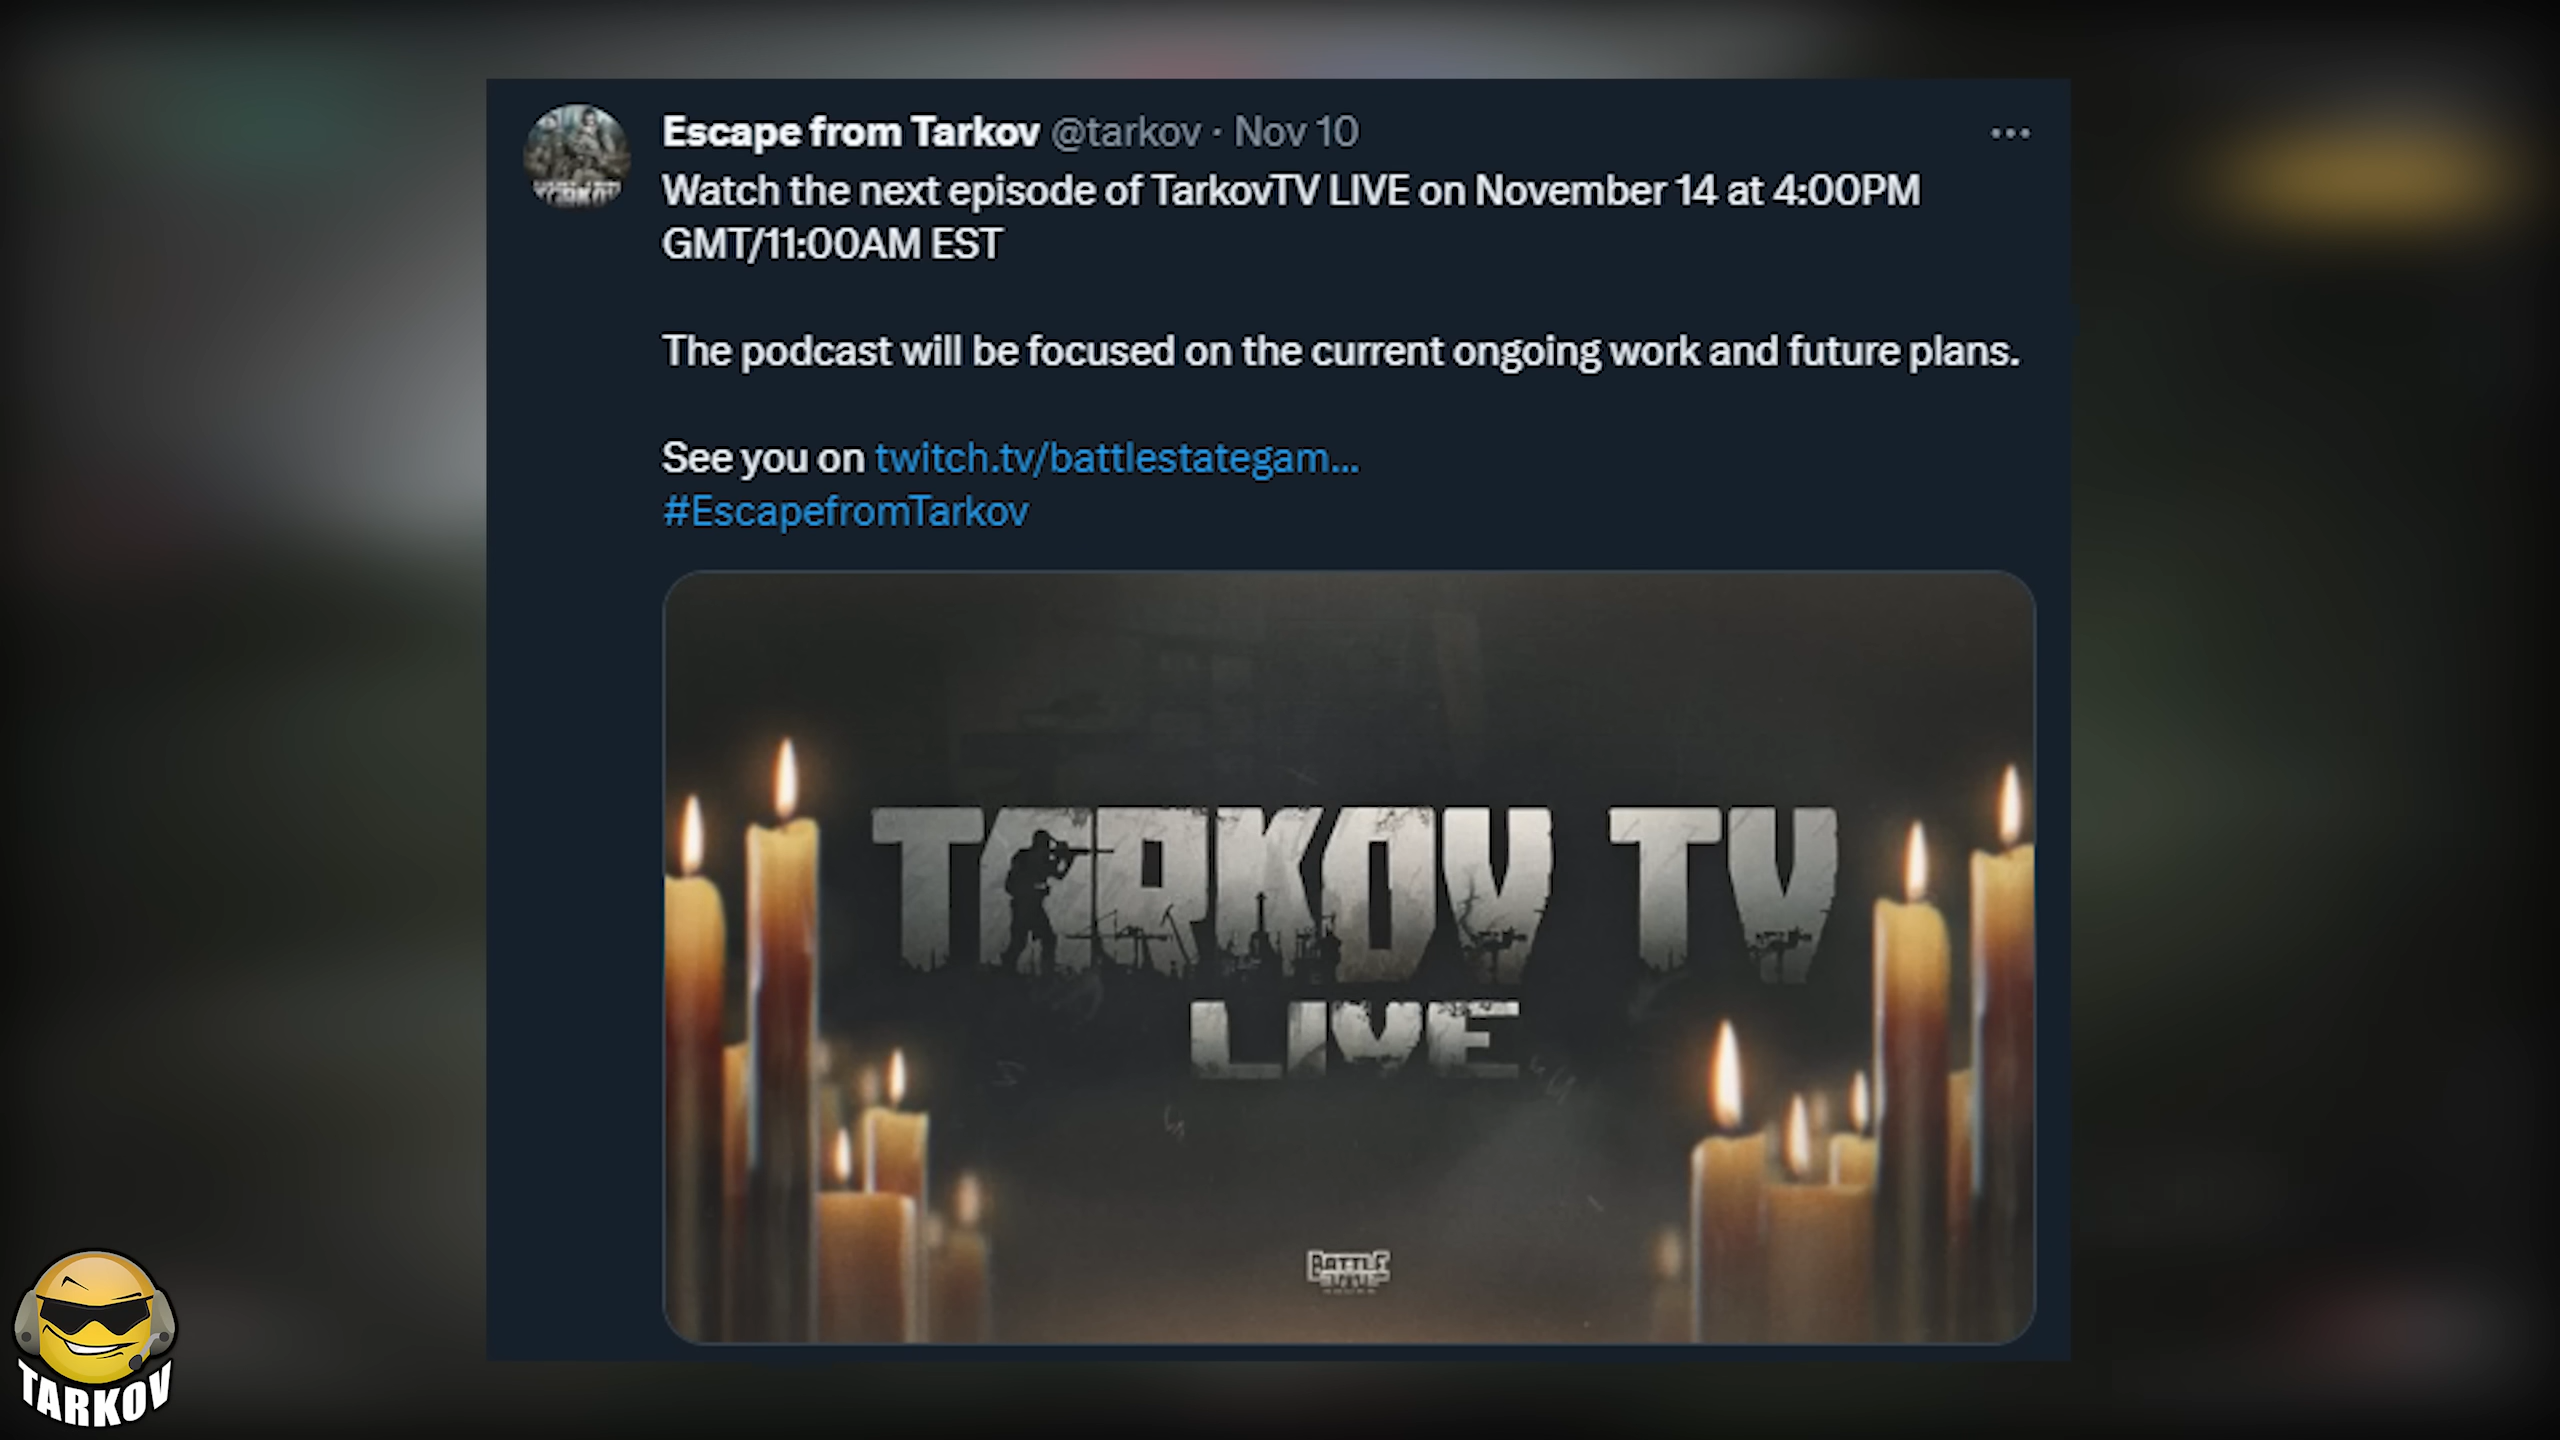 Escape from Tarkov @tarkov · Nov 10
Watch the next episode of TarkovTV LIVE on November 14 at 4:00PM
GMT/11:00AM EST
The podcast will be focused on the current ongoing work and future plans.
See you on twitch.tv/battlestategam...
#EscapefromTarkov
TARKOV TV
LIVE
BATTLE
TARKOV